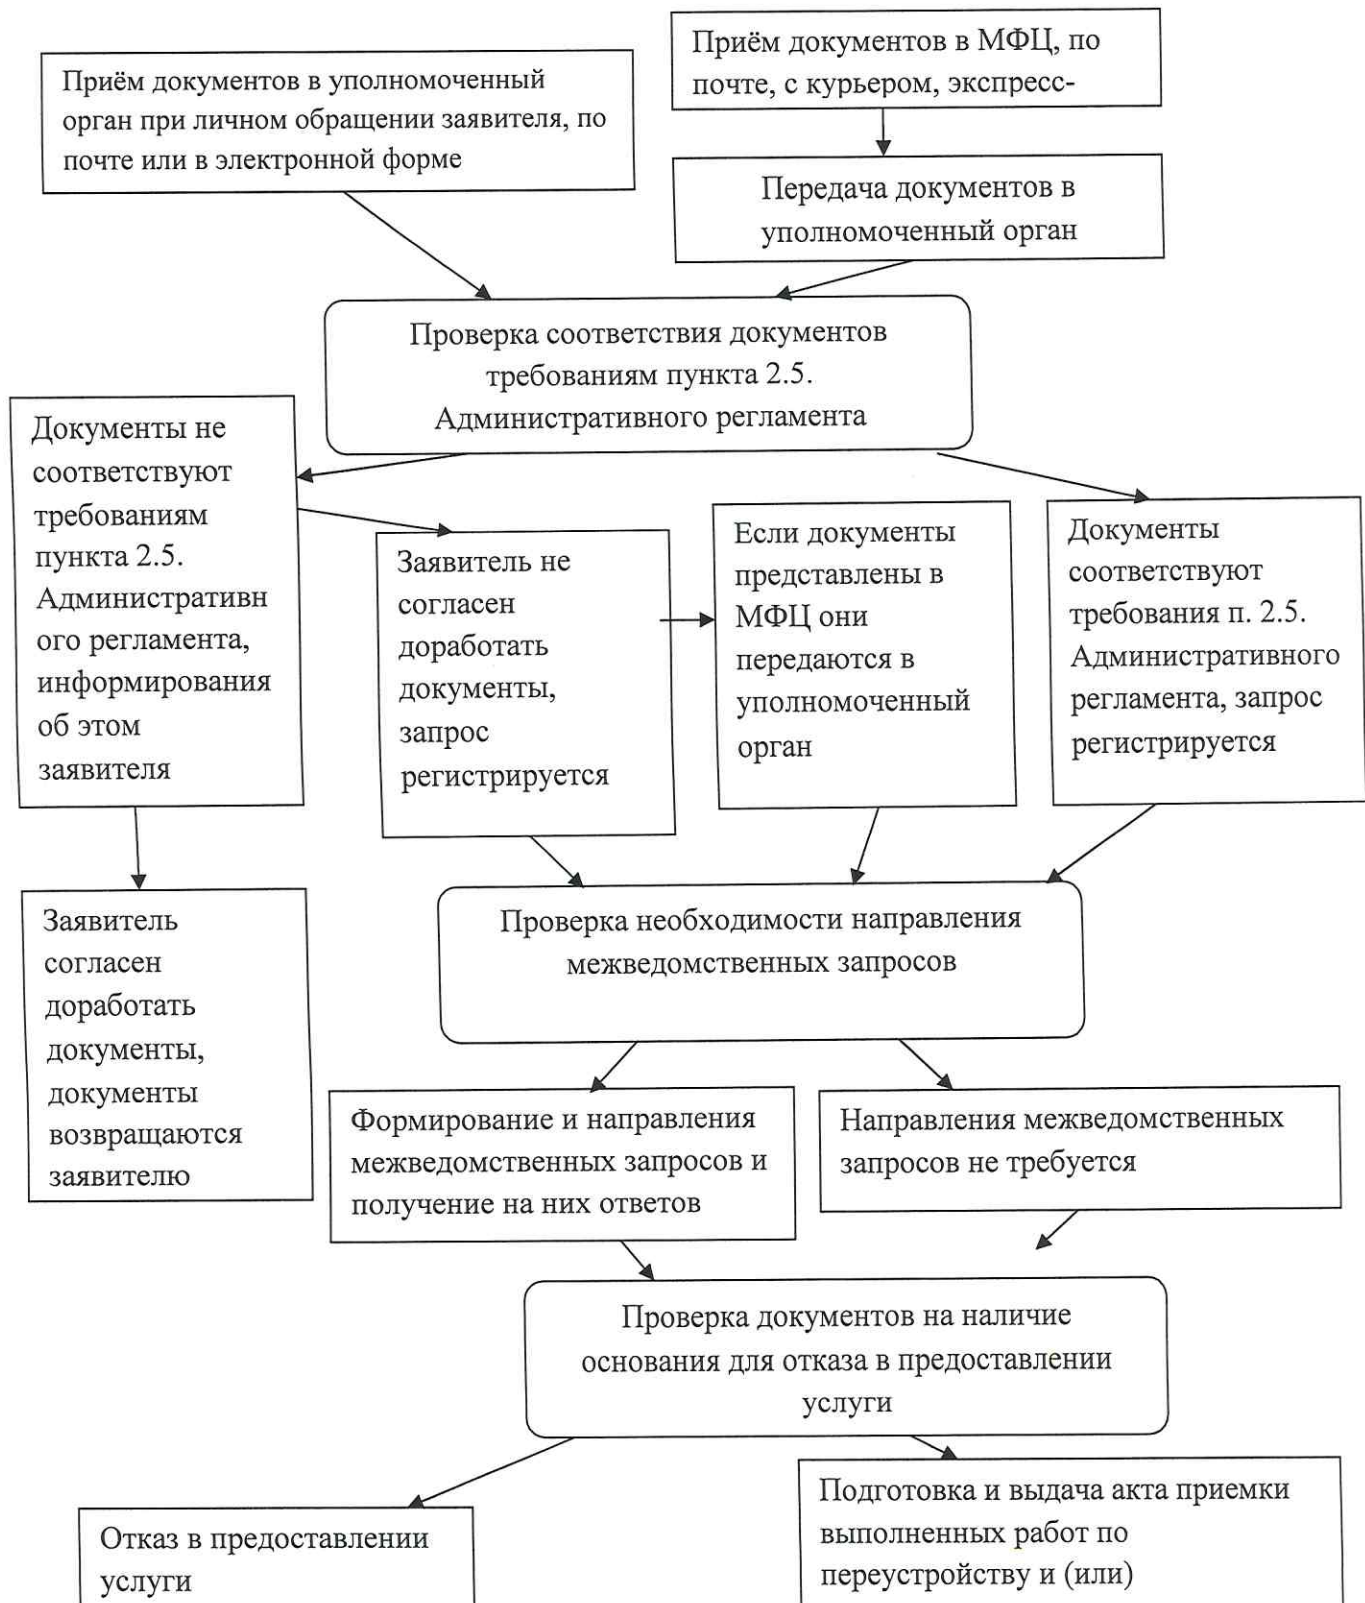 Приём документов в уполномоченный
орган при личном обращении заявителя, по
почте или в электронной форме
Приём документов в МФЦ, по
почте, с курьером, экспресс-
Передача документов в
уполномоченный орган
Проверка соответствия документов
требованиям пункта 2.5.
Административного регламента
Документы не
соответствуют
требованиям
пункта 2.5.
Административн
ого регламента,
информирования
об этом
заявителя
Заявитель не
согласен
доработать
документы,
запрос
регистрируется
Если документы
представлены в
МФЦ они
передаются в
уполномоченный
орган
Документы
соответствуют
требования п. 2.5.
Административного
регламента, запрос
регистрируется
Заявитель
согласен
доработать
документы,
документы
возвращаются
заявителю
Проверка необходимости направления
межведомственных запросов
Формирование и направления
межведомственных запросов и
получение на них ответов
Направления межведомственных
запросов не требуется
Проверка документов на наличие
основания для отказа в предоставлении
услуги
Отказ в предоставлении
услуги
Подготовка и выдача акта приемки
выполненных работ по
переустройству и (или)